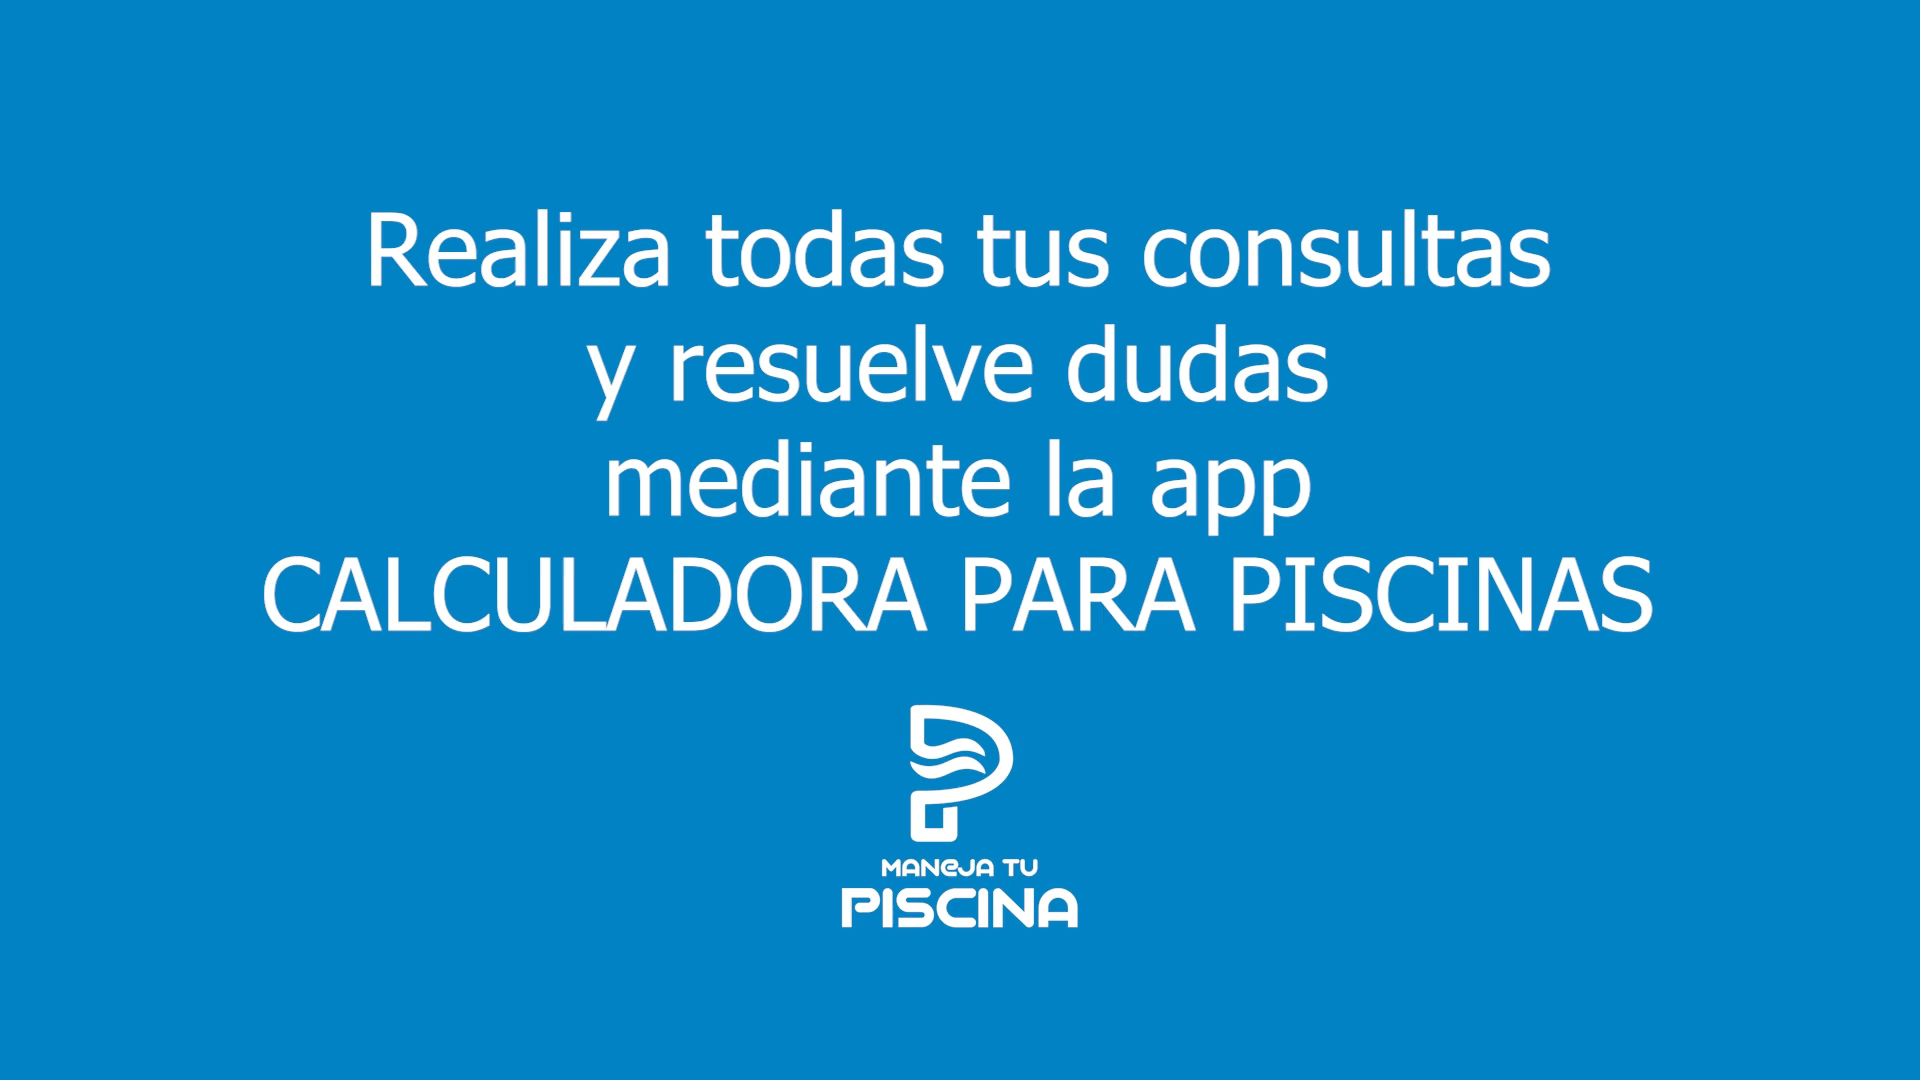 Realiza todas tus consultas
y resuelve dudas
mediante la app
CALCULADORA PARA PISCINAS
MANEJA TU
PISCINA